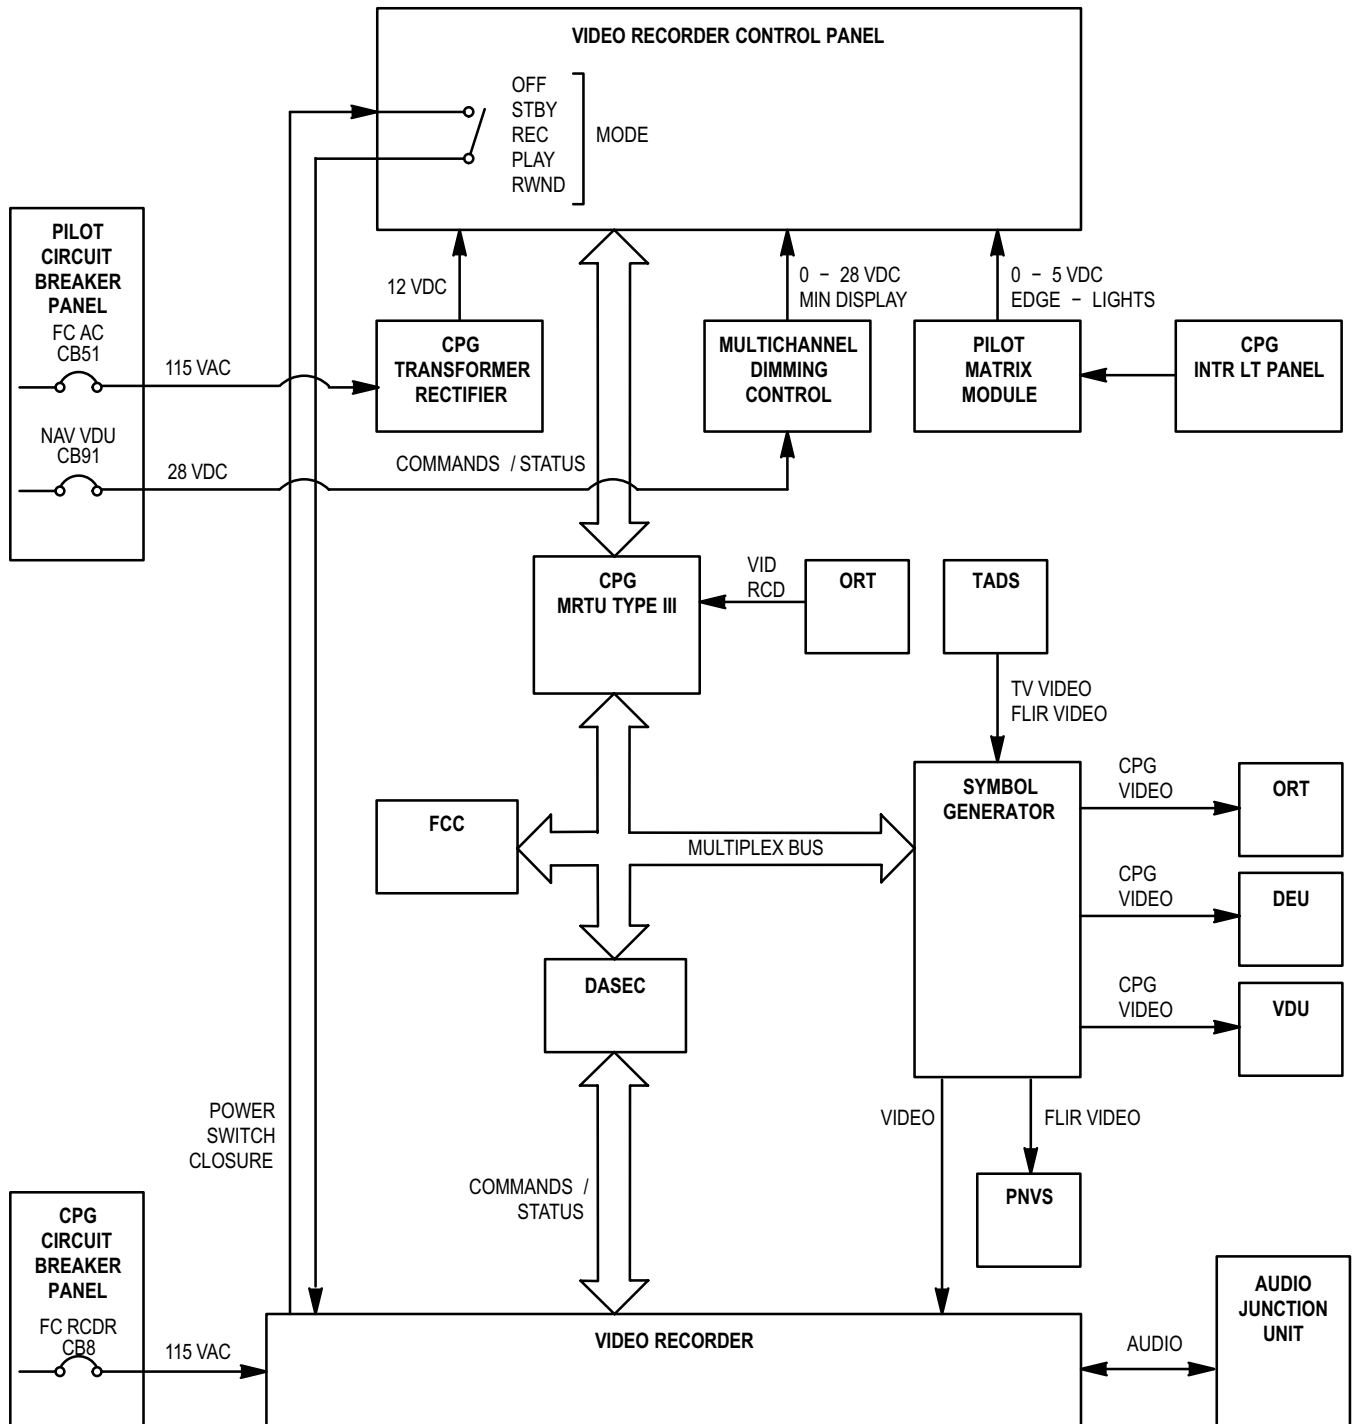 VIDEO RECORDER CONTROL PANEL
OFF
STBY
REC
PLAY
RWND
MODE
PILOT
CIRCUIT
BREAKER
PANEL
FC AC
CB51
115 VAC
NAV VDU
CB91
28 VDC
12 VDC
CPG
TRANSFORMER
RECTIFIER
COMMANDS / STATUS
0 – 28 VDC
MIN DISPLAY
MULTICHANNEL
DIMMING
CONTROL
0 – 5 VDC
EDGE – LIGHTS
PILOT
MATRIX
MODULE
CPG
INTR LT PANEL
CPG
MRTU TYPE III
VID
RCD
ORT
TADS
TV VIDEO
FLIR VIDEO
FCC
MULTIPLEX BUS
SYMBOL
GENERATOR
CPG
VIDEO
ORT
CPG
VIDEO
DEU
CPG
VIDEO
VDU
DASEC
POWER
SWITCH
CLOSURE
COMMANDS /
STATUS
VIDEO
FLIR VIDEO
PNVS
CPG
CIRCUIT
BREAKER
PANEL
FC RCDR
CB8
115 VAC
VIDEO RECORDER
AUDIO
AUDIO
JUNCTION
UNIT